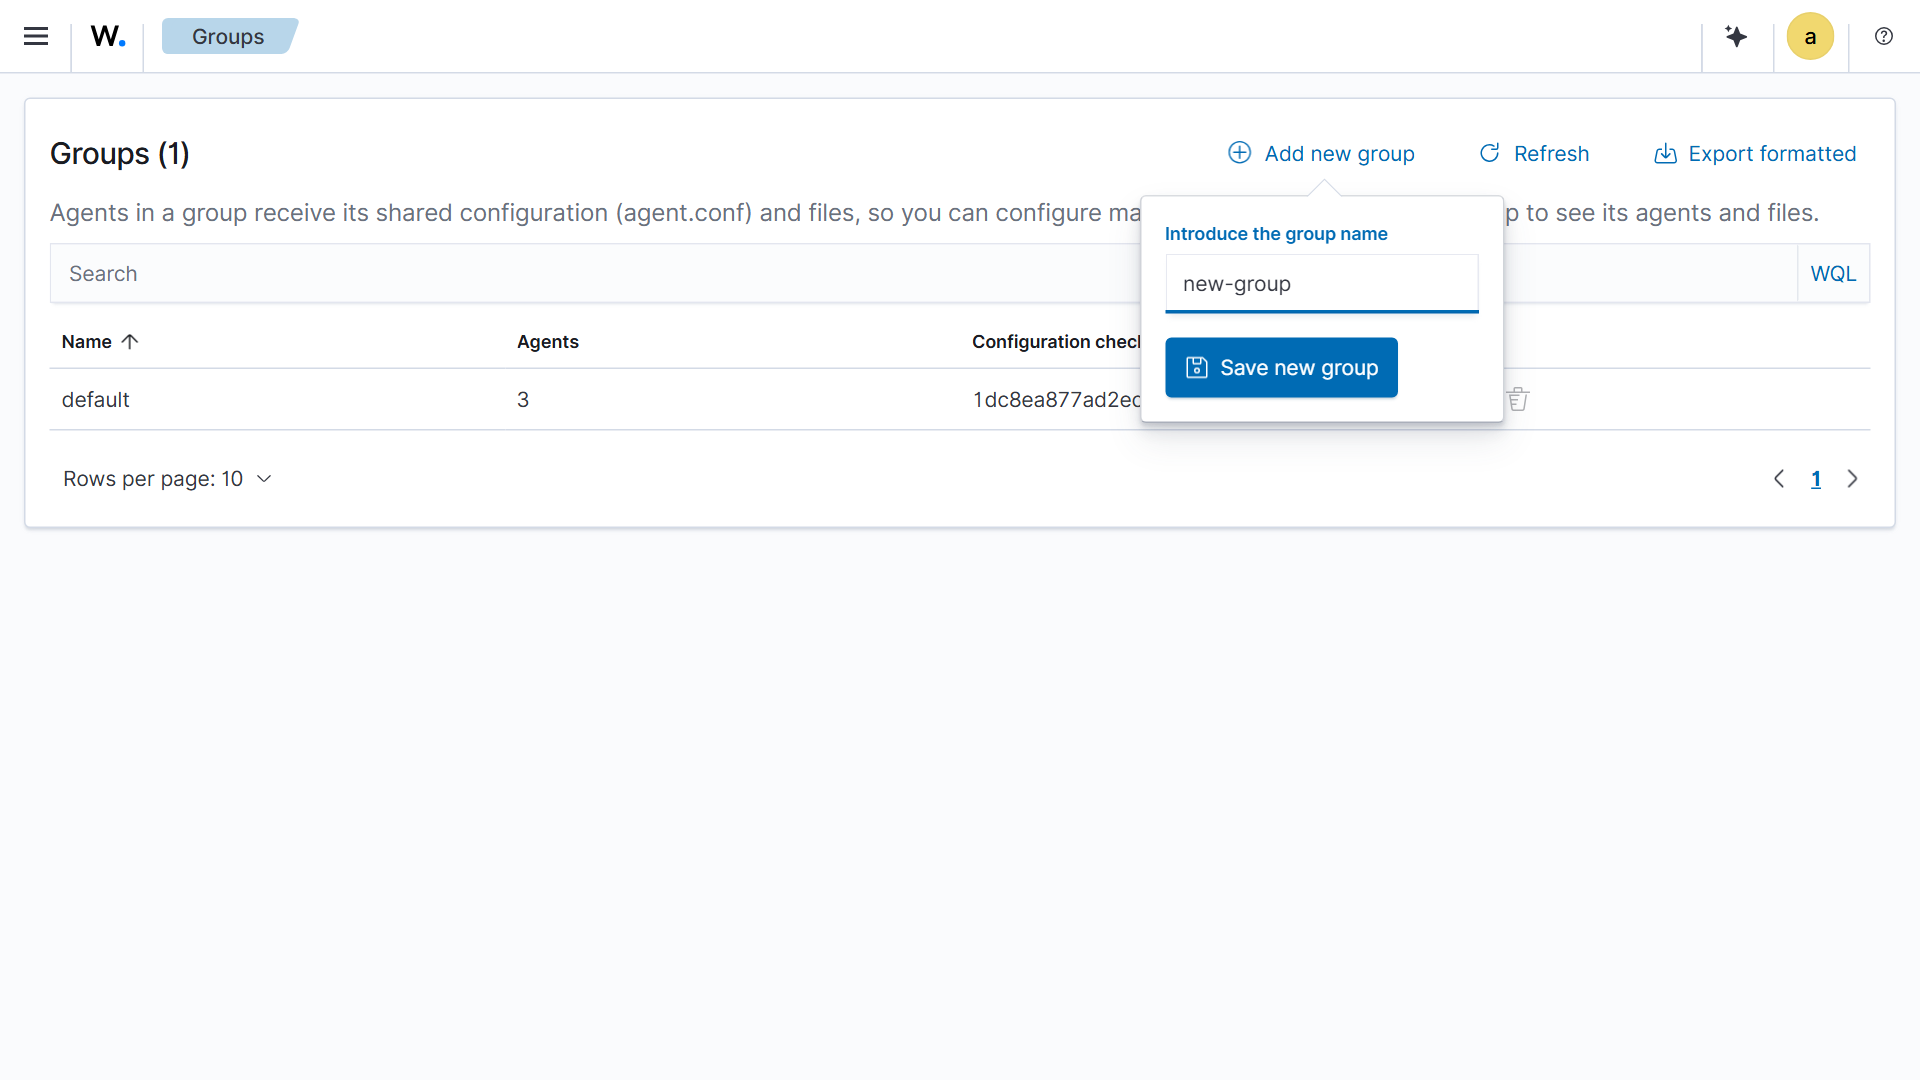 W. Groups a
Groups (1) Add new group Refresh Export formatted
Agents in a group receive its shared configuration (agent.conf) and files, so you can configure to see its agents and files.
Introduce the group name
Search new-group WQL
Name Agents Configuration
Save new group
default 3
Rows per page: 10 1